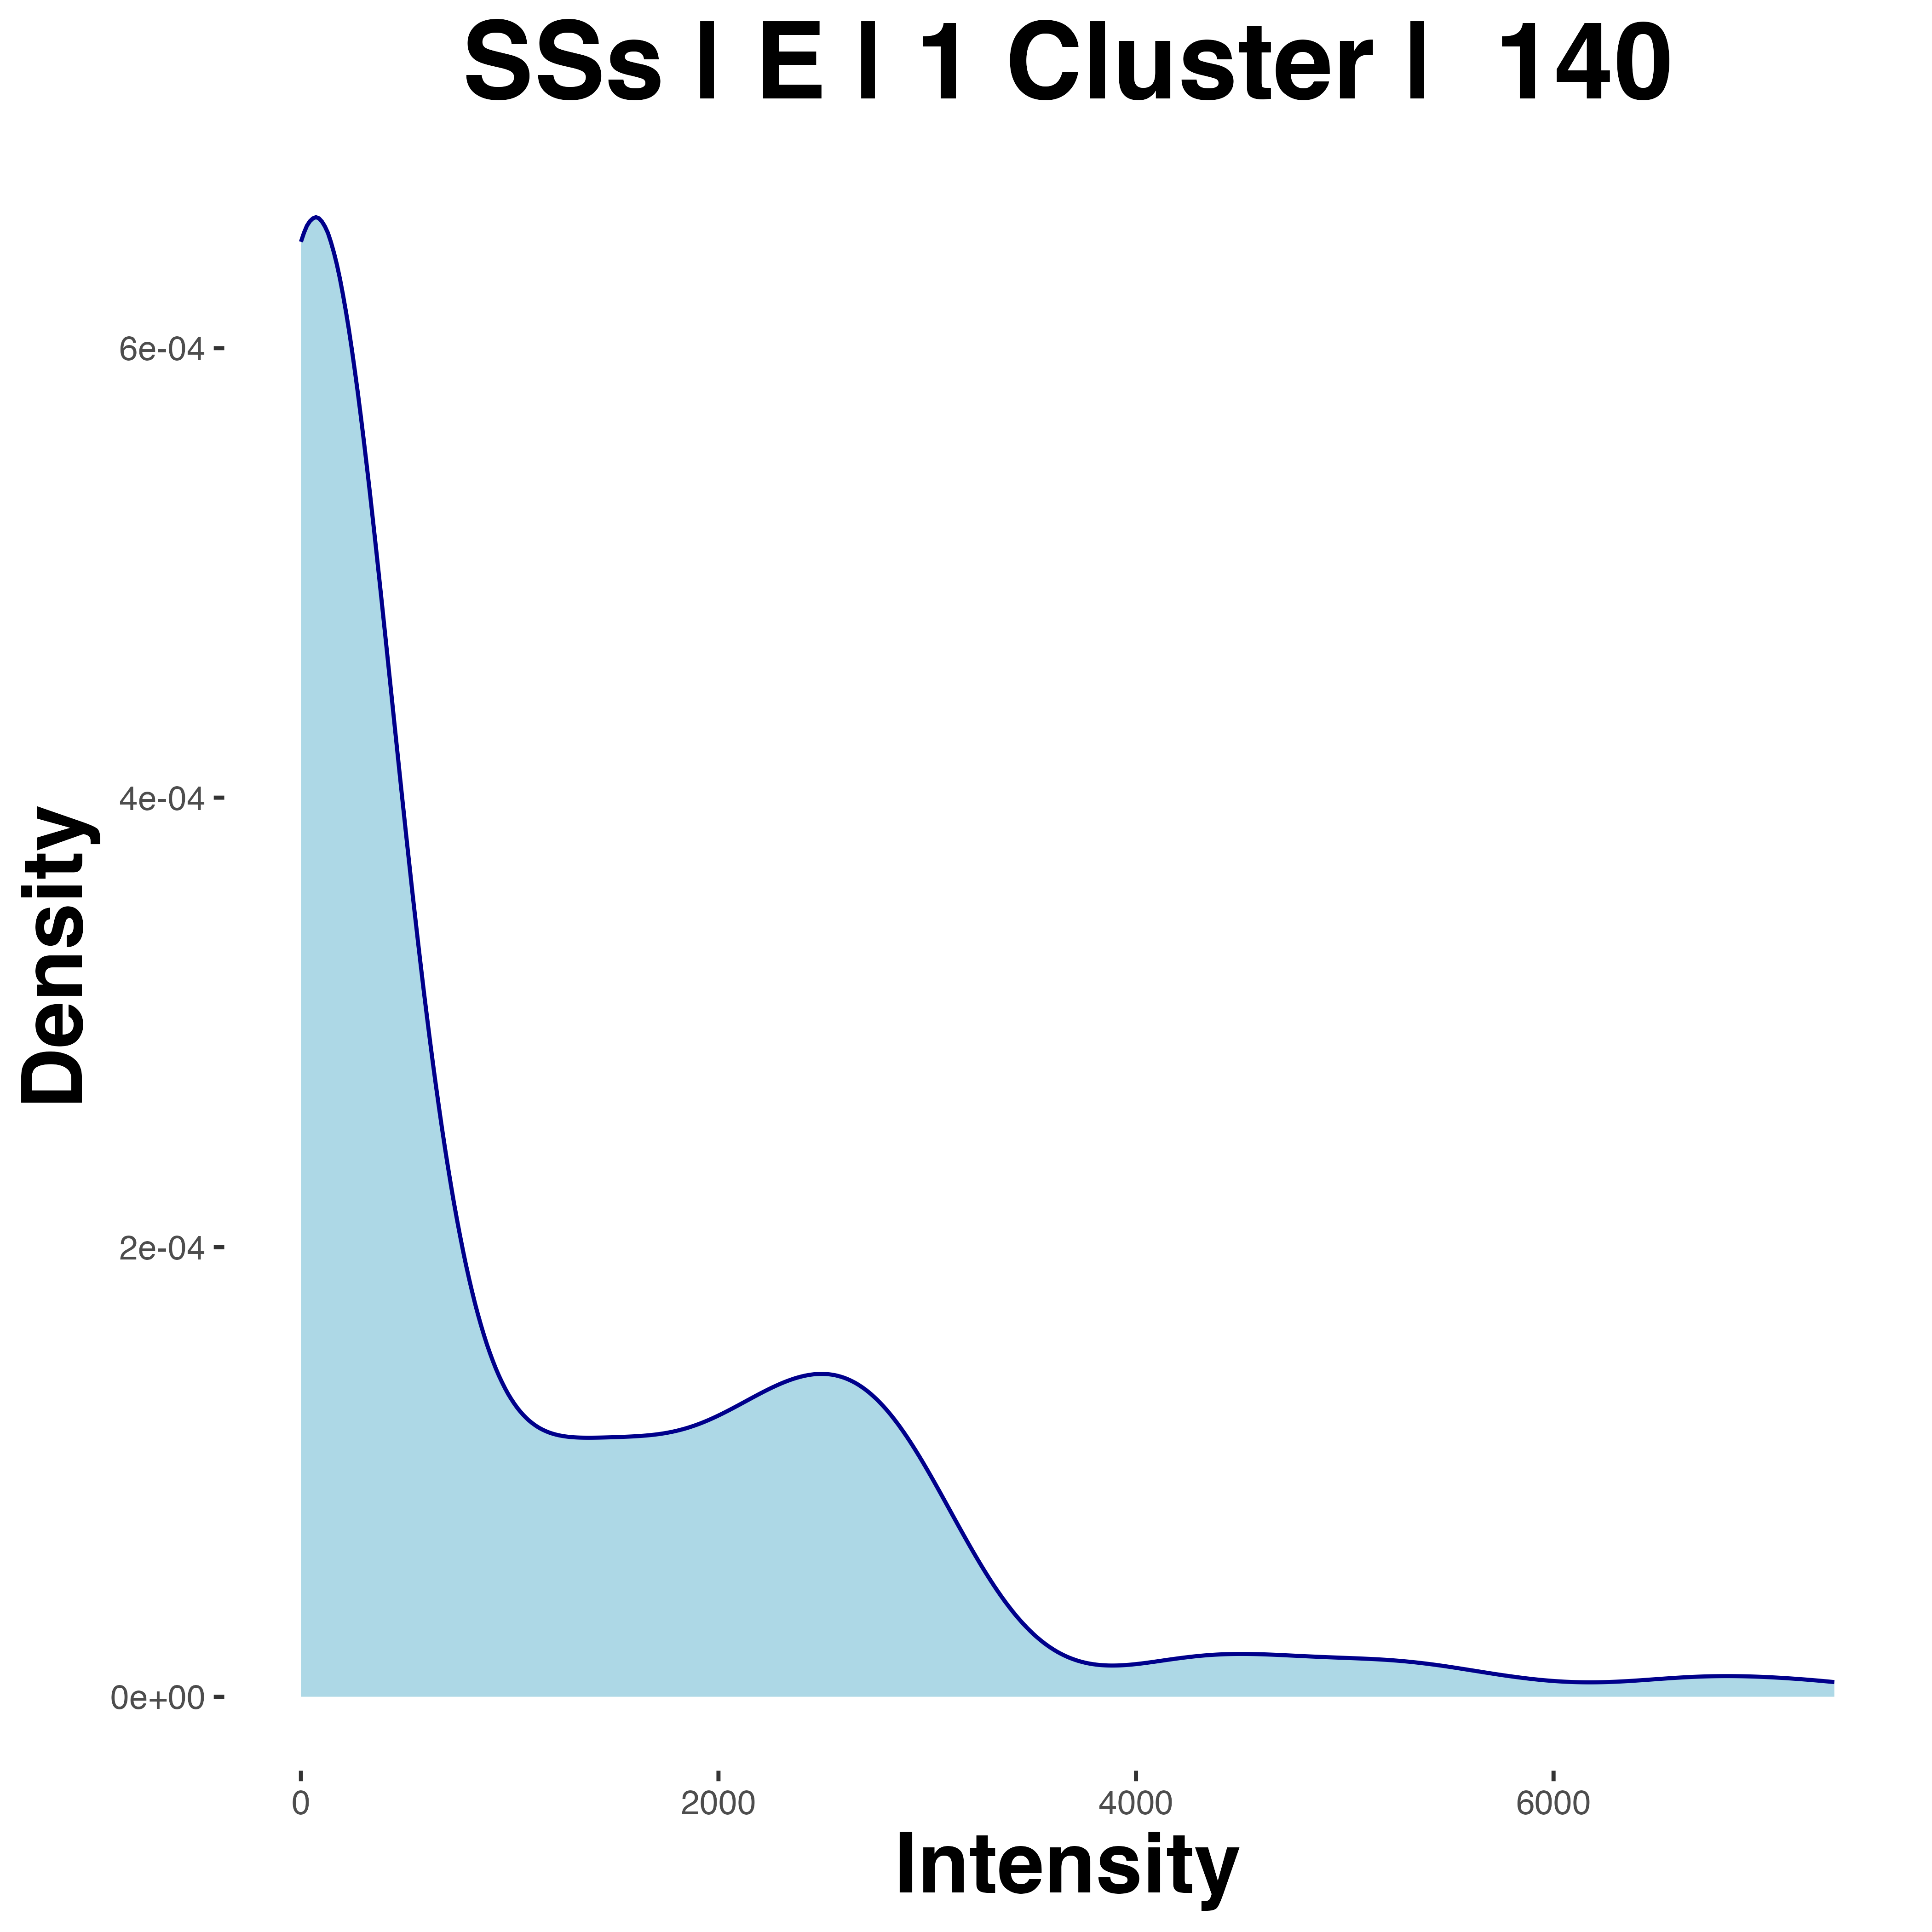 SSs | E | 1 Cluster | 140
6e-04
4e-04
Density
2e-04
0e+00
0 2000 4000 6000
Intensity